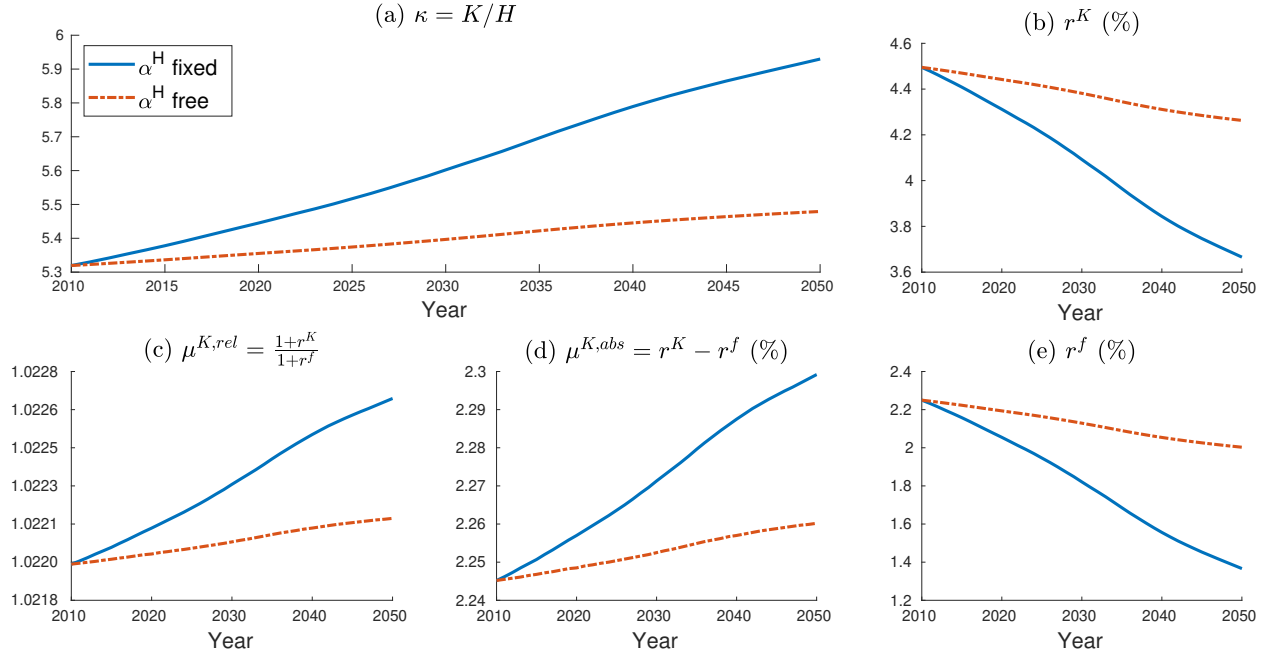 (a) κ = K/H
6
5.9
5.8
5.7
5.6
5.5
5.4
5.3
α^H fixed
α^H free
2010 2015 2020 2025 2030 2035 2040 2045 2050
Year
(b) r^K (%)
4.6
4.4
4.2
4
3.8
3.6
2010 2020 2030 2040 2050
Year
(c) μ^{K,rel} = \frac{1+r^K}{1+r^f}
1.0228
1.0226
1.0225
1.0223
1.0221
1.0220
1.0218
2010 2020 2030 2040 2050
Year
(d) μ^{K,abs} = r^K − r^f (%)
2.3
2.29
2.28
2.27
2.26
2.25
2.24
2010 2020 2030 2040 2050
Year
(e) r^f (%)
2.4
2.2
2
1.8
1.6
1.4
1.2
2010 2020 2030 2040 2050
Year